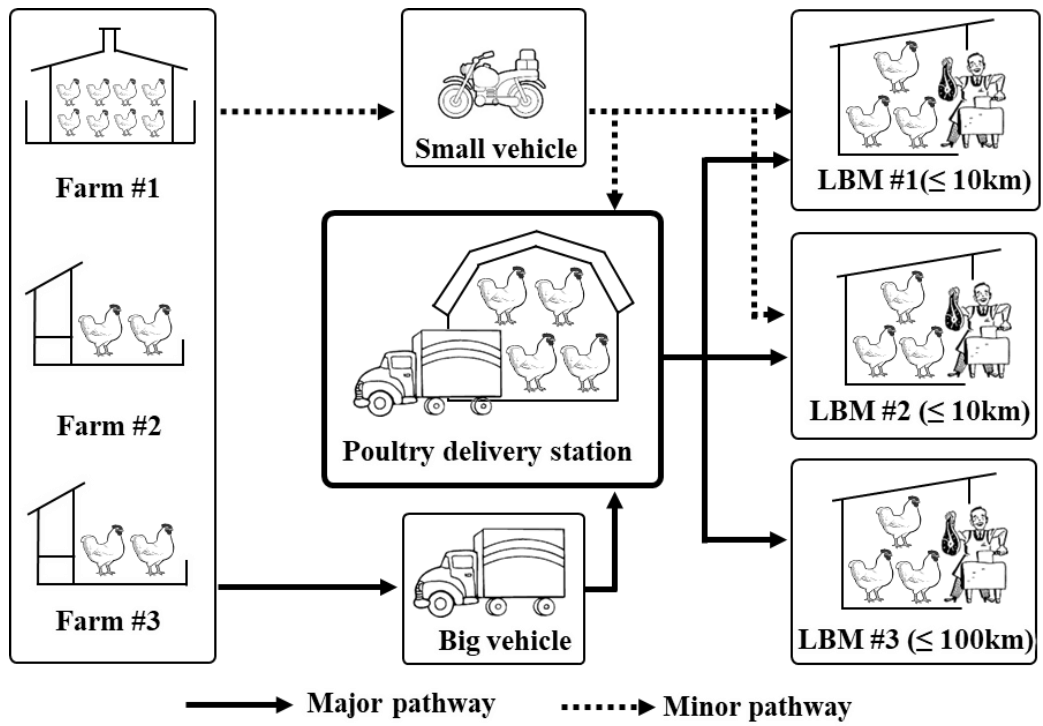 Farm #1
Farm #2
Farm #3
Small vehicle
Poultry delivery station
Big vehicle
LBM #1(≤ 10km)
LBM #2 (≤ 10km)
LBM #3 (≤ 100km)
Major pathway
Minor pathway